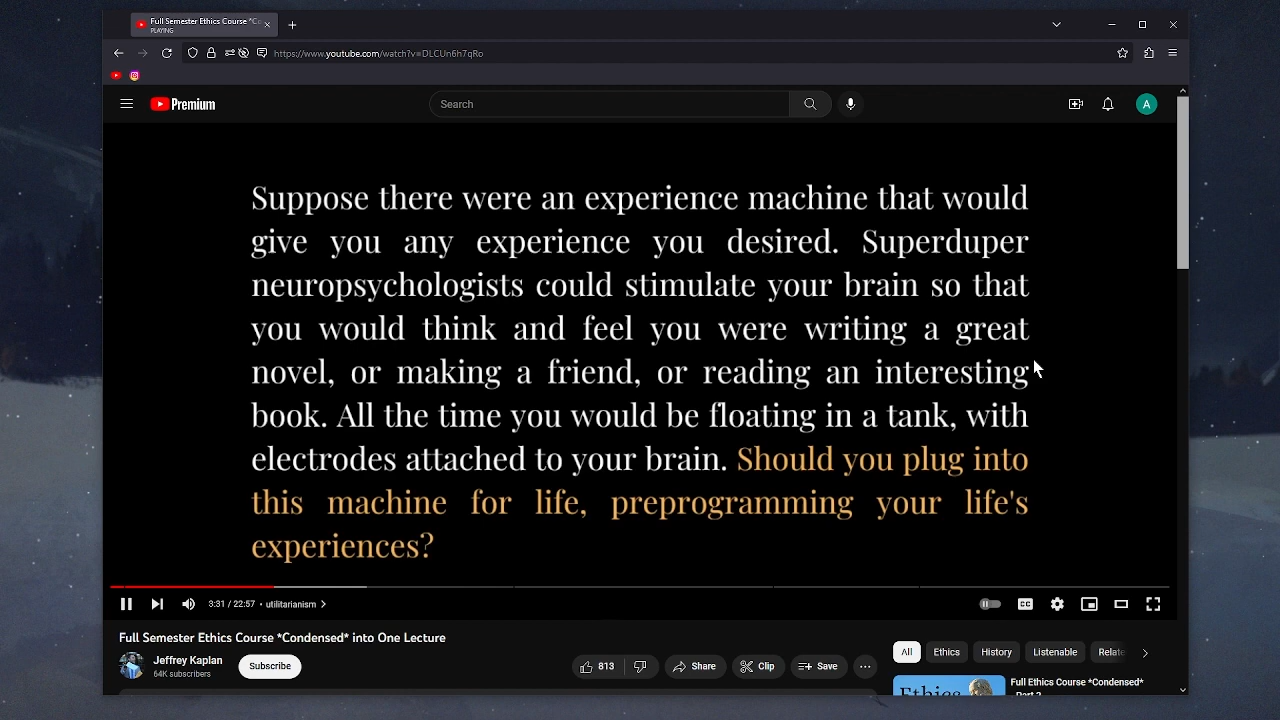 Full Semester Ethics Course *Co
PLAYING
https://www.youtube.com/watch?v=DLCUn6h7qRo
Premium
Search
A
Suppose there were an experience machine that would
give you any experience you desired. Superduper
neuropsychologists could stimulate your brain so that
you would think and feel you were writing a great
novel, or making a friend, or reading an interesting
book. All the time you would be floating in a tank, with
electrodes attached to your brain. Should you plug into
this machine for life, preprogramming your life's
experiences?
3:31 / 22:57 • utilitarianism
CC
Full Semester Ethics Course *Condensed* into One Lecture
Jeffrey Kaplan
64K subscribers
Subscribe
813
Share
Clip
Save
All
Ethics
History
Listenable
Relate
Ethics
Full Ethics Course *Condensed*
Part 2